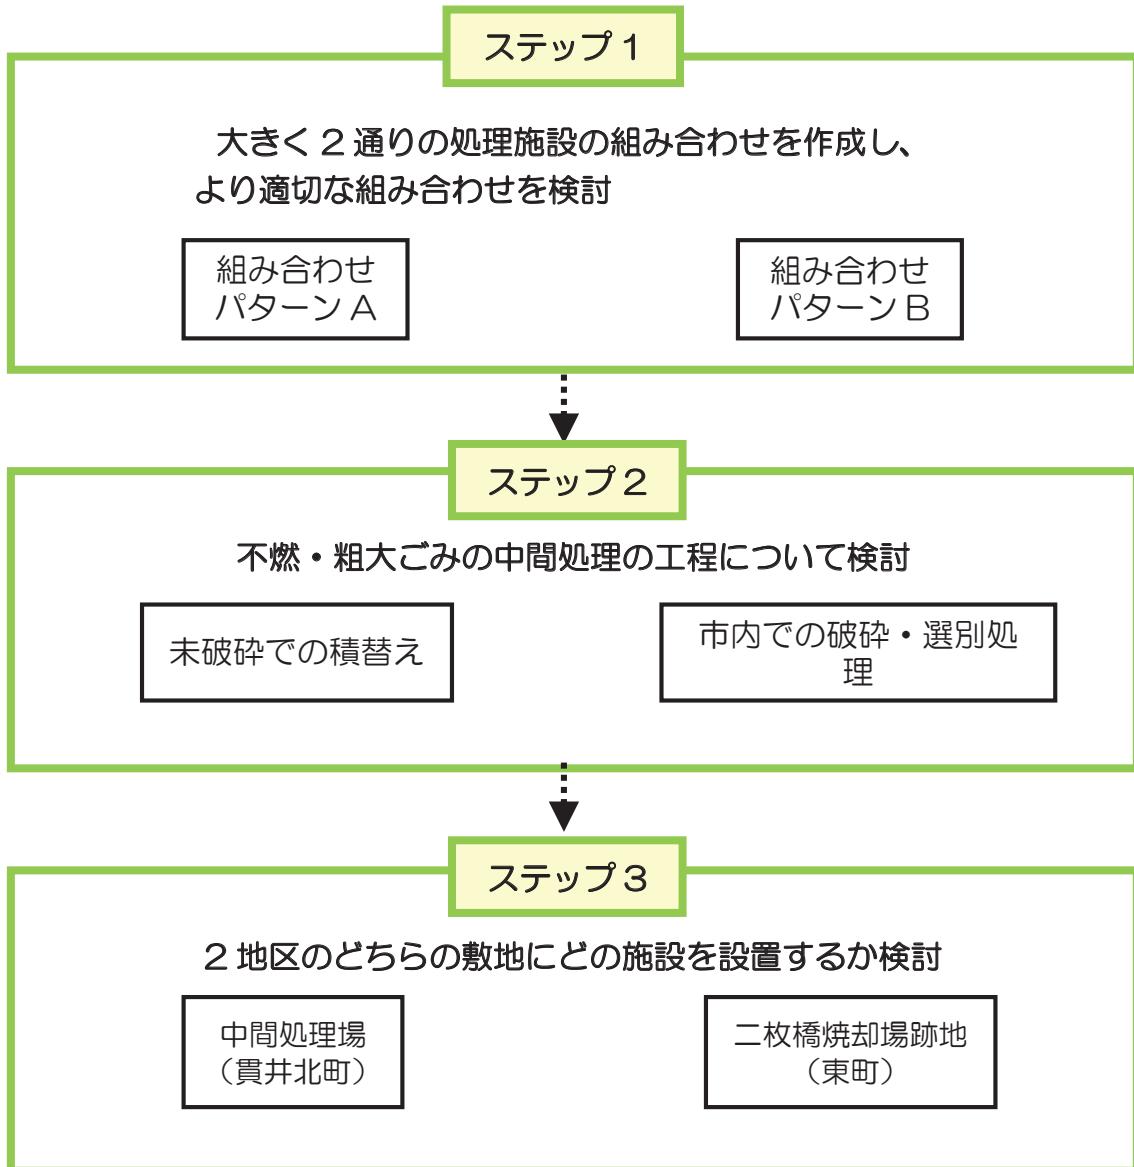 ステップ1
大きく2通りの処理施設の組み合わせを作成し、
より適切な組み合わせを検討
組み合わせ
パターンA
組み合わせ
パターンB
ステップ2
不燃・粗大ごみの中間処理の工程について検討
未破砕での積替え
市内での破砕・選別処
理
ステップ3
2地区のどちらの敷地にどの施設を設置するか検討
中間処理場
（貫井北町）
二枚橋焼却場跡地
（東町）